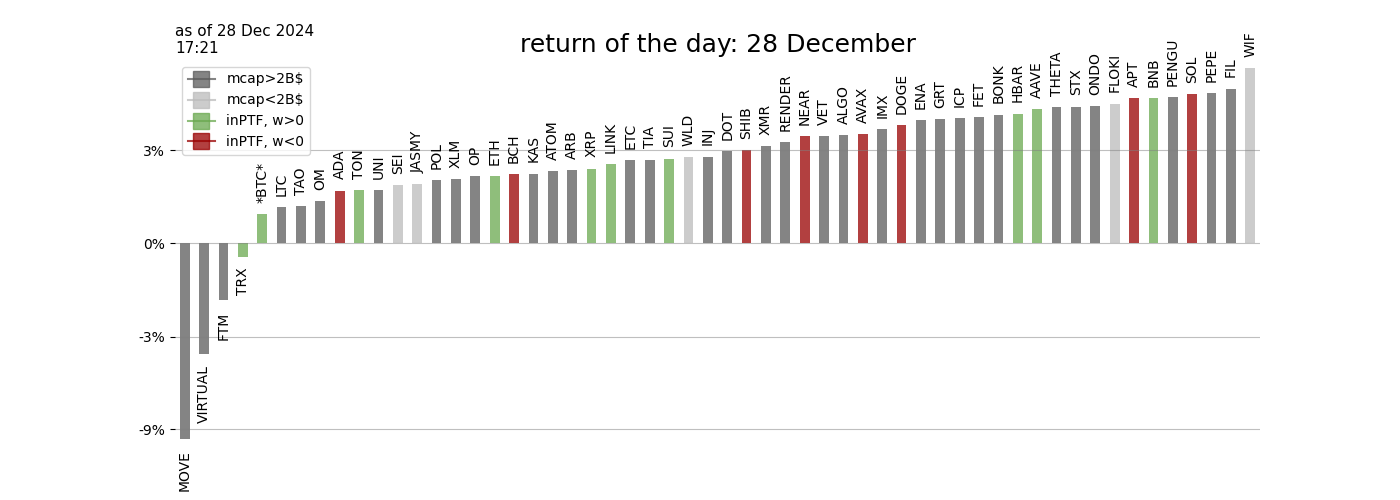 as of 28 Dec 2024
17:21
return of the day: 28 December
mcap>2B$
mcap<2B$
inPTF, w>0
inPTF, w<0
3%
0%
-3%
-9%
MOVE
VIRTUAL
FTM
TRX
*BTC*
LTC
TAO
OM
ADA
TON
UNI
SEI
JASMY
POL
XLM
OP
ETH
BCH
KAS
ATOM
ARB
XRP
LINK
ETC
TIA
SUI
WLD
INJ
DOT
SHIB
XMR
RENDER
NEAR
VET
ALGO
AVAX
IMX
DOGE
ENA
GRT
ICP
FET
BONK
HBAR
AAVE
THETA
STX
ONDO
FLOKI
APT
BNB
PENGU
SOL
PEPE
FIL
WIF